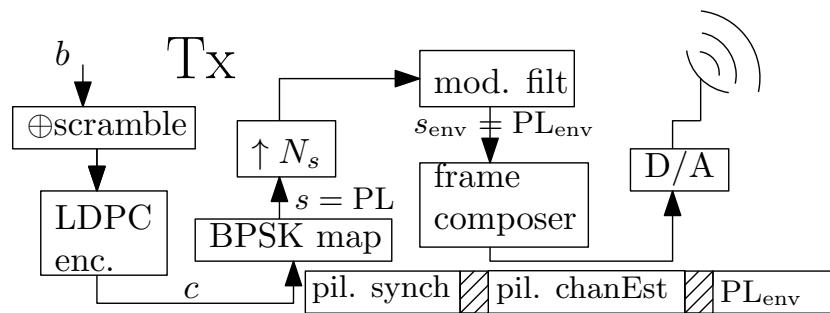 Tx
b
⊕scramble
LDPC
enc.
c
BPSK map
s = PL
↑ N_s
mod. filt
s_env = PL_env
frame
composer
D/A
pil. synch
pil. chanEst
PL_env